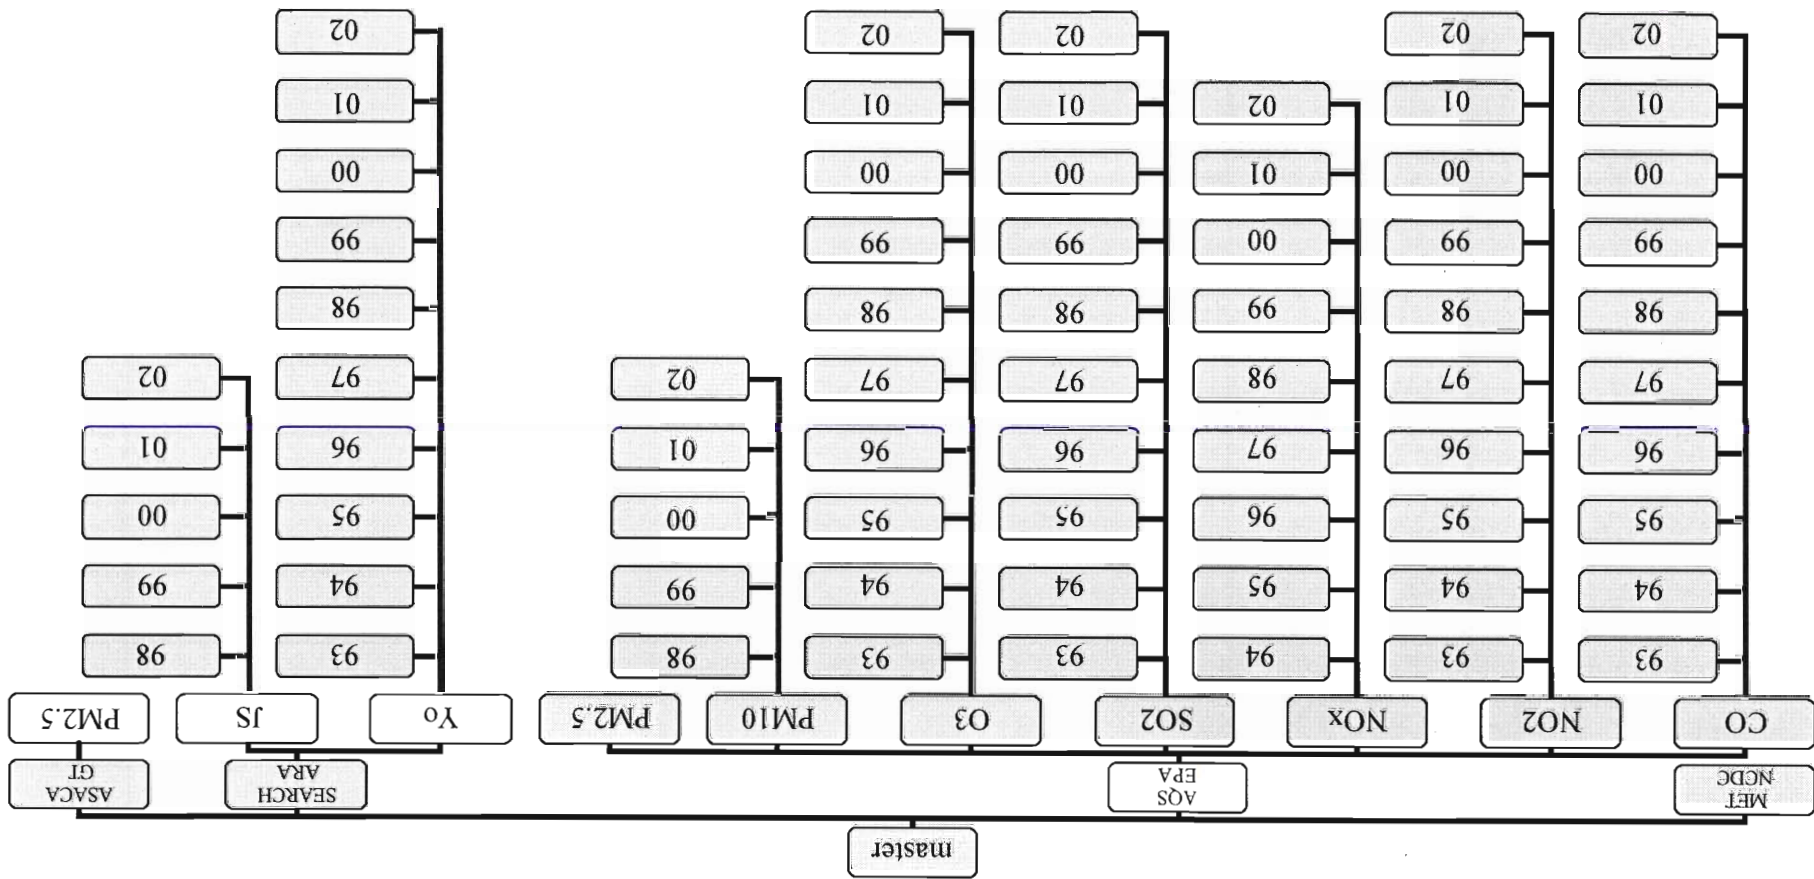 master
MET AQS SEARCH ASACA
NCDC EPA ARA GT
CO NO2 NOx SO2 O3 PM10 PM2.5 Yo JS PM2.5
93 93 94 93 93 98 93 98
94 94 95 94 94 99 94 99
95 95 96 95 95 00 95 00
96 96 97 96 96 01 96 01
97 97 98 97 97 02 97 02
98 98 99 98 98 98
99 99 00 99 99 99
00 00 01 00 00 00
01 01 02 01 01 01
02 02 02 02 02